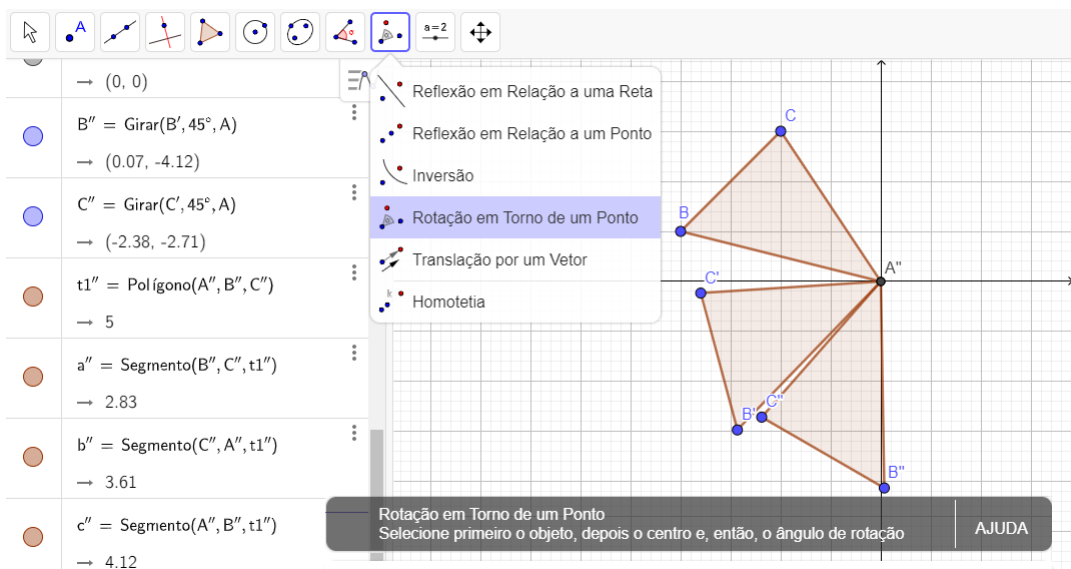 A
a=2
→ (0, 0)
B″ = Girar(B′, 45°, A)
→ (0.07, -4.12)
C″ = Girar(C′, 45°, A)
→ (-2.38, -2.71)
t1″ = Polígono(A″, B″, C″)
→ 5
a″ = Segmento(B″, C″, t1″)
→ 2.83
b″ = Segmento(C″, A″, t1″)
→ 3.61
c″ = Segmento(A″, B″, t1″)
→ 4.12
Reflexão em Relação a uma Reta
Reflexão em Relação a um Ponto
Inversão
Rotação em Torno de um Ponto
Translação por um Vetor
Homotetia
C
B
A"
C'
C"
B'
B"
Rotação em Torno de um Ponto
Selecione primeiro o objeto, depois o centro e, então, o ângulo de rotação
AJUDA